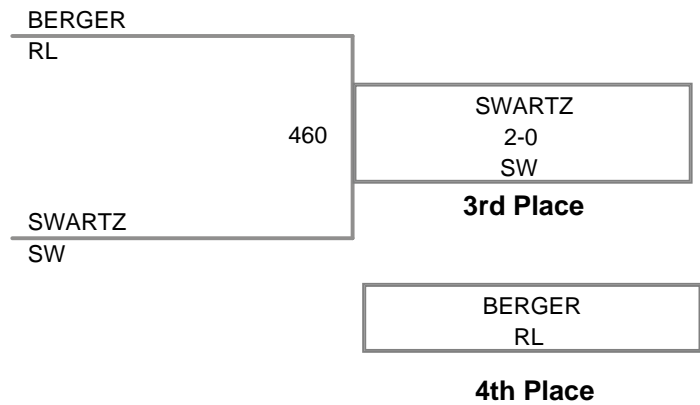 BERGER
RL
460
SWARTZ
2-0
SW
3rd Place
SWARTZ
SW
BERGER
RL
4th Place